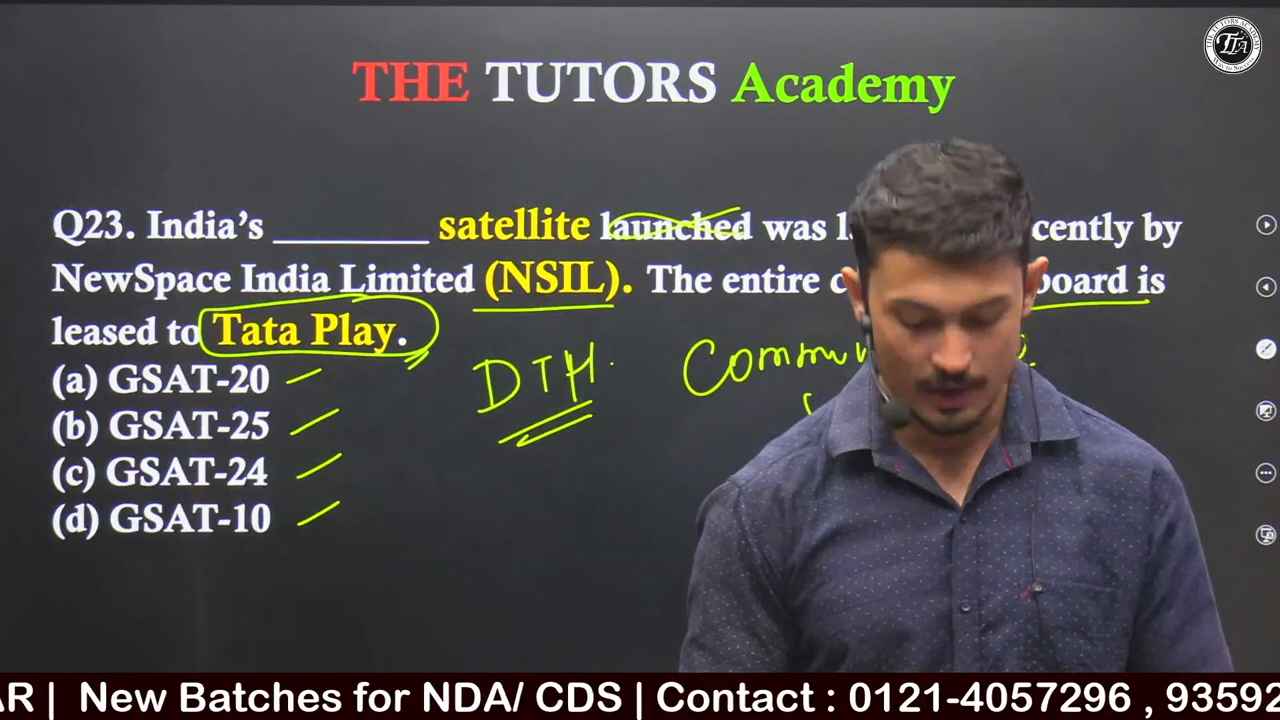 THE TUTORS Academy
Q23. India's ________ satellite launched was cently by
NewSpace India Limited (NSIL). The entire board is
leased to Tata Play.
DTH.
(a) GSAT-20
(b) GSAT-25
(c) GSAT-24
(d) GSAT-10
AR | New Batches for NDA/ CDS | Contact : 0121-4057296 , 93592